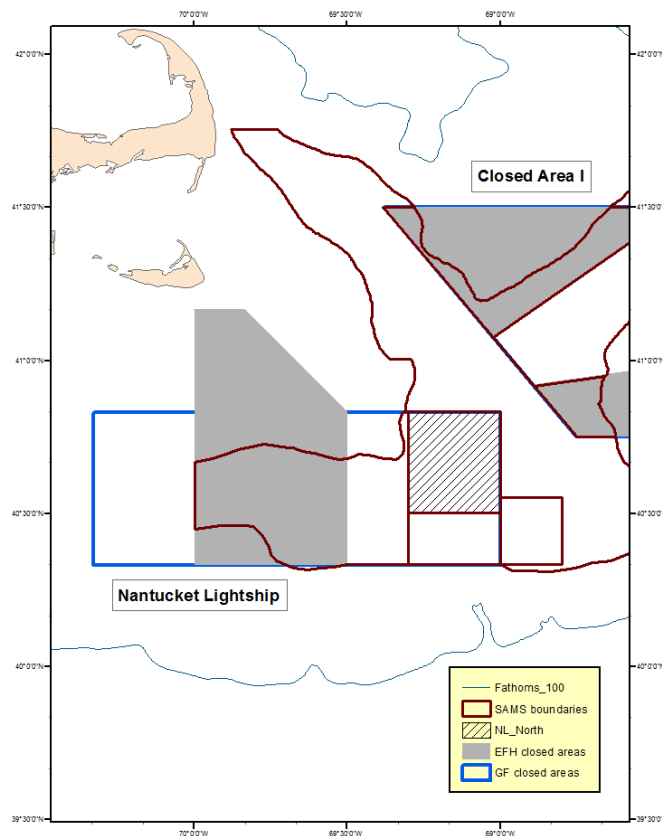 70°0'0"W 69°30'0"W 69°0'0"W
42°0'0"N 42°0'0"N
Closed Area I
41°30'0"N 41°30'0"N
41°0'0"N 41°0'0"N
40°30'0"N 40°30'0"N
Nantucket Lightship
40°0'0"N 40°0'0"N
Fathoms_100
SAMS boundaries
NL_North
EFH closed areas
GF closed areas
39°30'0"N 39°30'0"N
70°0'0"W 69°30'0"W 69°0'0"W